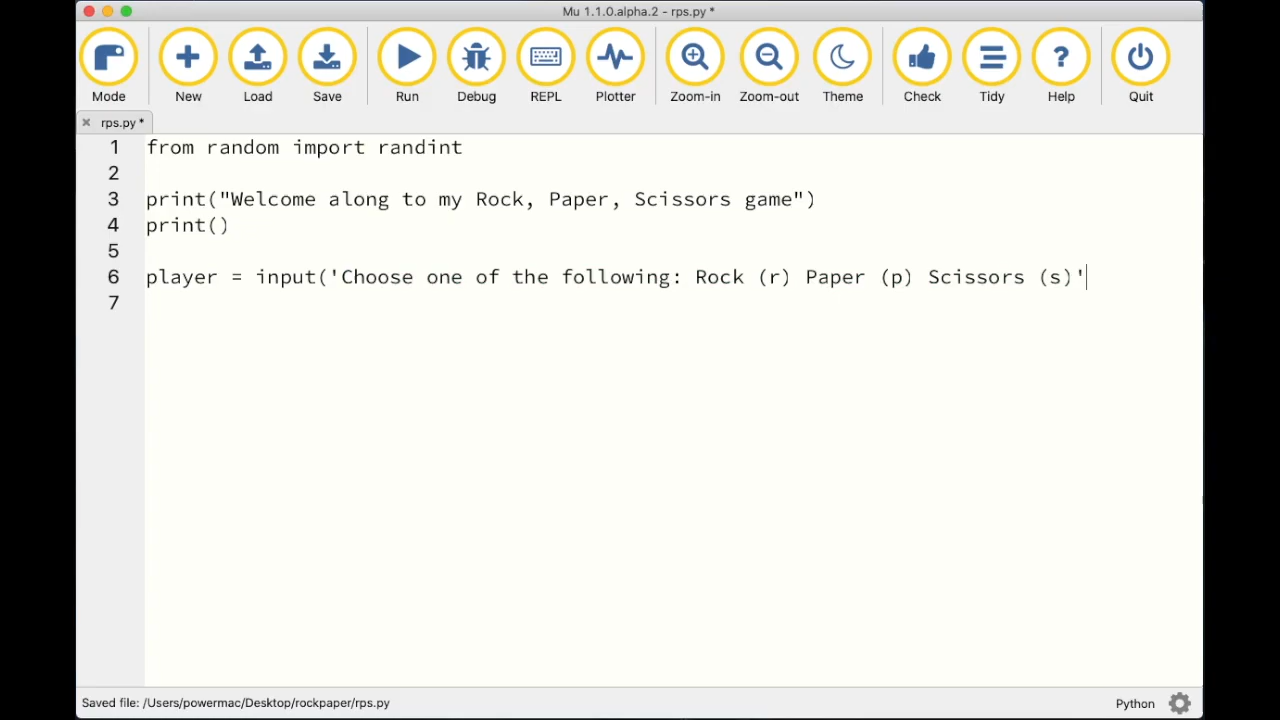 Mu 1.1.0.alpha.2 - rps.py *
Mode New Load Save Run Debug REPL Plotter Zoom-in Zoom-out Theme Check Tidy Help Quit
rps.py *
1 from random import randint
2
3 print("Welcome along to my Rock, Paper, Scissors game")
4 print()
5
6 player = input('Choose one of the following: Rock (r) Paper (p) Scissors (s)'
7
Saved file: /Users/powermac/Desktop/rockpaper/rps.py Python